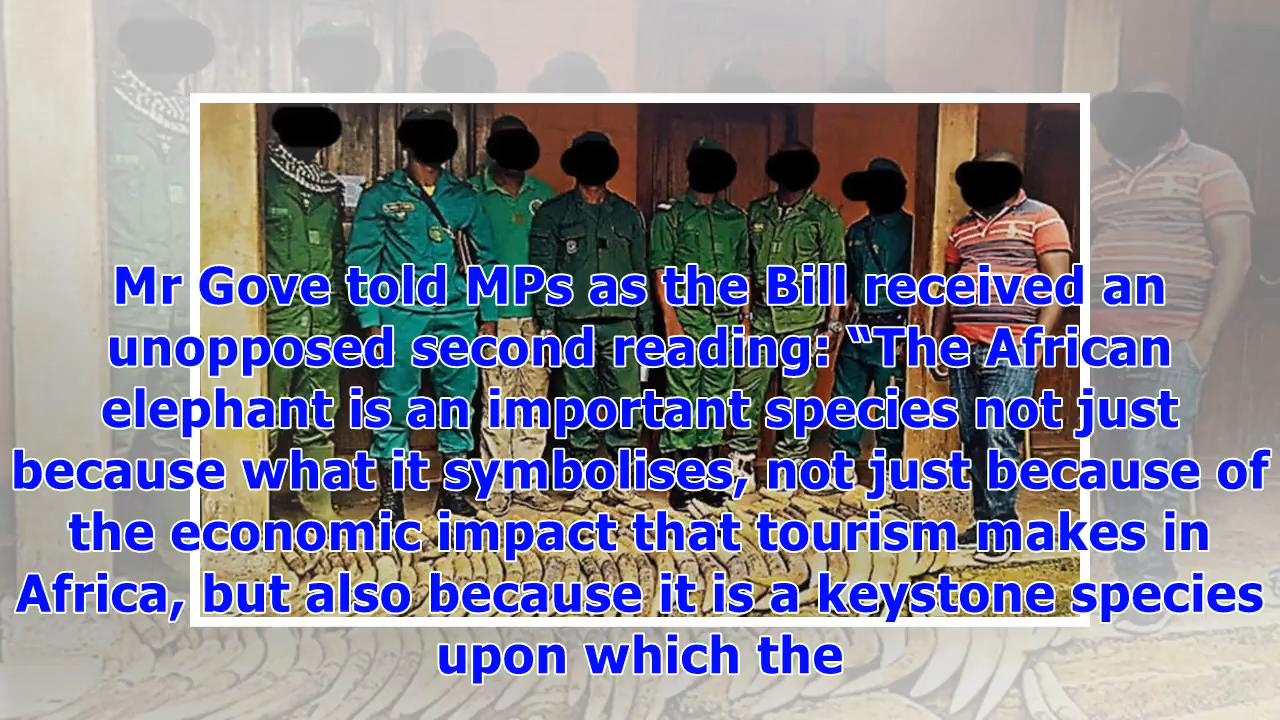 Mr Gove told MPs as the Bill received an
unopposed second reading: “The African
elephant is an important species not just
because what it symbolises, not just because of
the economic impact that tourism makes in
Africa, but also because it is a keystone species
upon which the